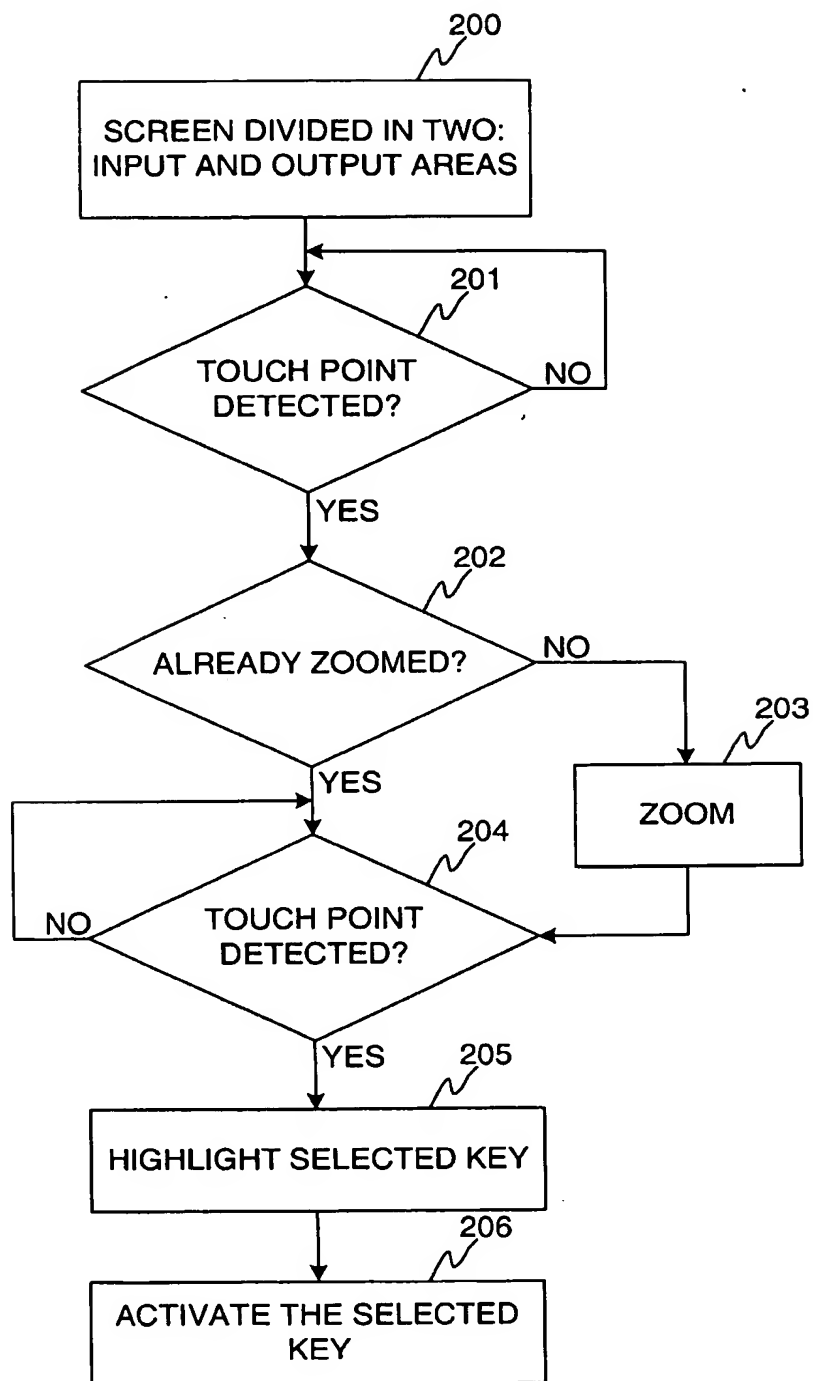 200
SCREEN DIVIDED IN TWO:
INPUT AND OUTPUT AREAS
201
TOUCH POINT
DETECTED?
NO
YES
202
ALREADY ZOOMED?
NO
203
YES
ZOOM
204
NO
TOUCH POINT
DETECTED?
YES
205
HIGHLIGHT SELECTED KEY
206
ACTIVATE THE SELECTED
KEY